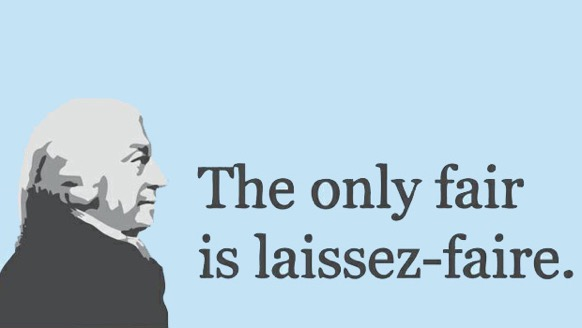 The only fair
is laissez-faire.